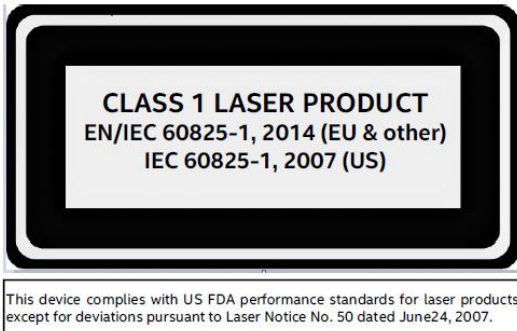 CLASS 1 LASER PRODUCT
EN/IEC 60825-1, 2014 (EU & other)
IEC 60825-1, 2007 (US)
This device complies with US FDA performance standards for laser products
except for deviations pursuant to Laser Notice No. 50 dated June24, 2007.